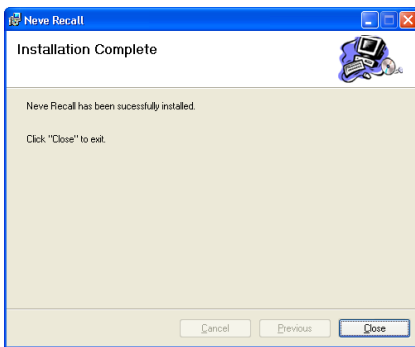 Neve Recall
Installation Complete
Neve Recall has been sucessfully installed.
Click "Close" to exit.
Cancel Previous Close